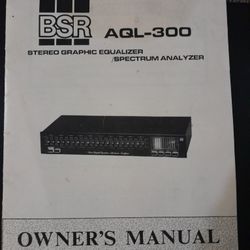 BSR AQL-300
STEREO GRAPHIC EQUALIZER
/SPECTRUM ANALYZER
OWNER'S MANUAL